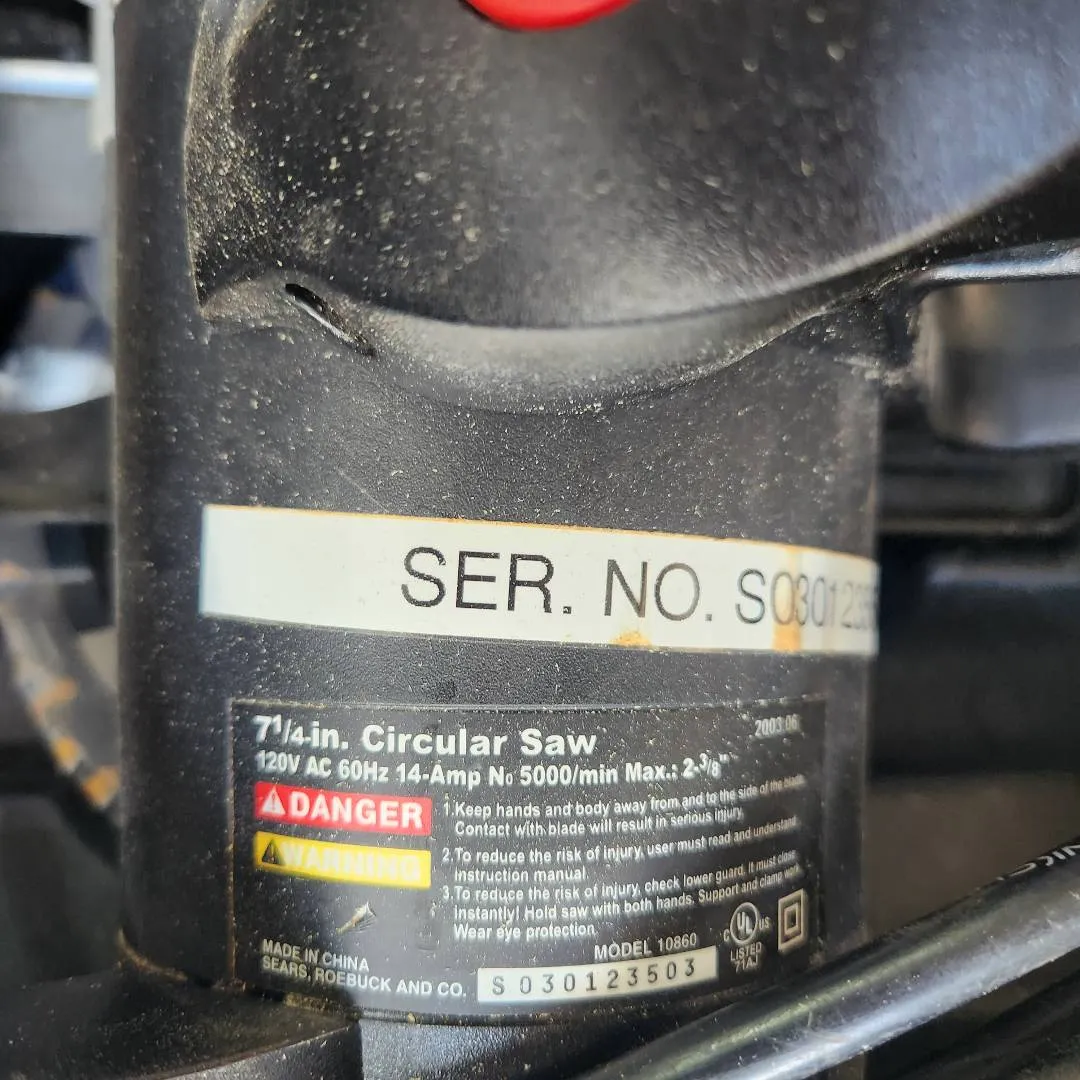 SER. NO. S0301235
7 1/4-in. Circular Saw
2003.06
120V AC 60Hz 14-Amp No 5000/min Max.: 2-3/8"
DANGER
1.Keep hands and body away from and to the side of the blade.
Contact with blade will result in serious injury.
WARNING
2.To reduce the risk of injury, user must read and understand
instruction manual.
3.To reduce the risk of injury, check lower guard. It must close
instantly! Hold saw with both hands. Support and clamp work.
Wear eye protection.
MADE IN CHINA
SEARS, ROEBUCK AND CO.
MODEL 10860
S030123503
C UL US
LISTED
71AJ